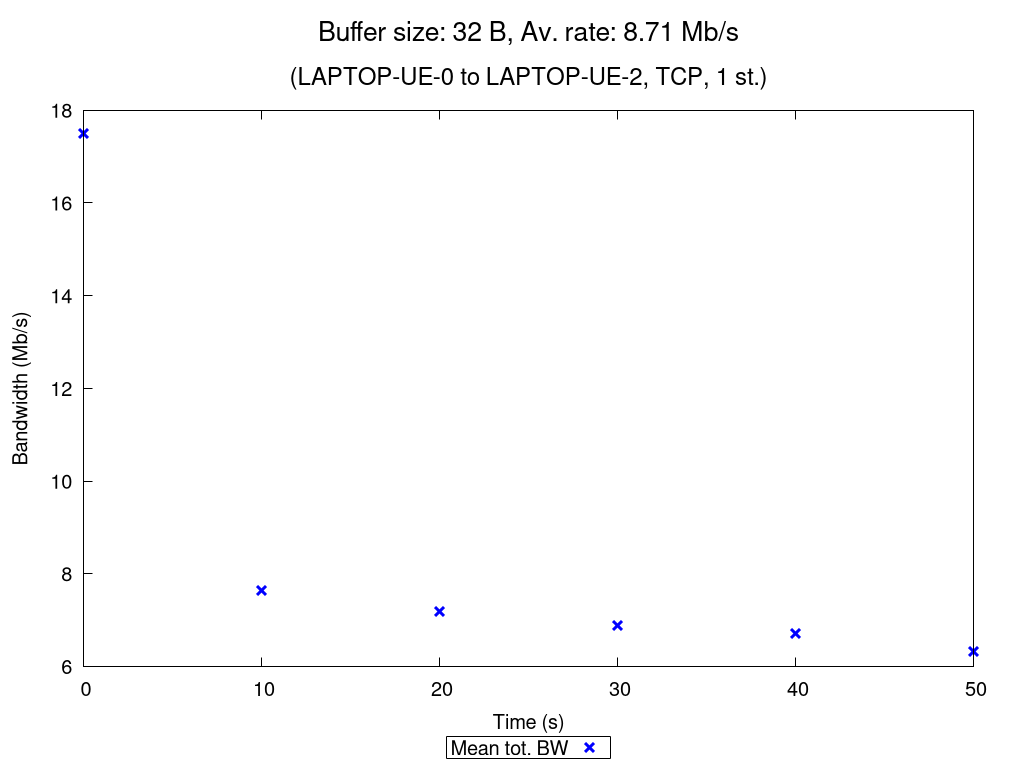 Buffer size: 32 B, Av. rate: 8.71 Mb/s
(LAPTOP-UE-0 to LAPTOP-UE-2, TCP, 1 st.)
18
16
14
12
10
8
6
Bandwidth (Mb/s)
0 10 20 30 40 50
Time (s)
Mean tot. BW